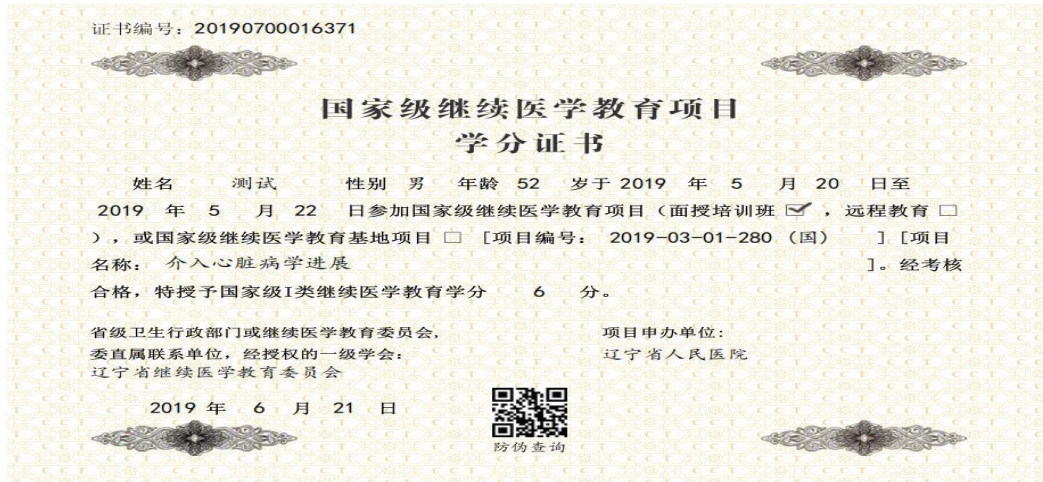 证书编号：20190700016371
国家级继续医学教育项目
学分证书
姓名 测试 性别 男 年龄 52 岁于 2019 年 5 月 20 日至
2019 年 5 月 22 日参加国家级继续医学教育项目（面授培训班 ☑ ，远程教育 □
），或国家级继续医学教育基地项目 □ [项目编号： 2019-03-01-280 （国） ] [项目
名称： 介入心脏病学进展 ]。经考核
合格，特授予国家级I类继续医学教育学分 6 分。
省级卫生行政部门或继续医学教育委员会，
委直属联系单位，经授权的一级学会：
辽宁省继续医学教育委员会
项目申办单位:
辽宁省人民医院
2019 年 6 月 21 日
防伪查询